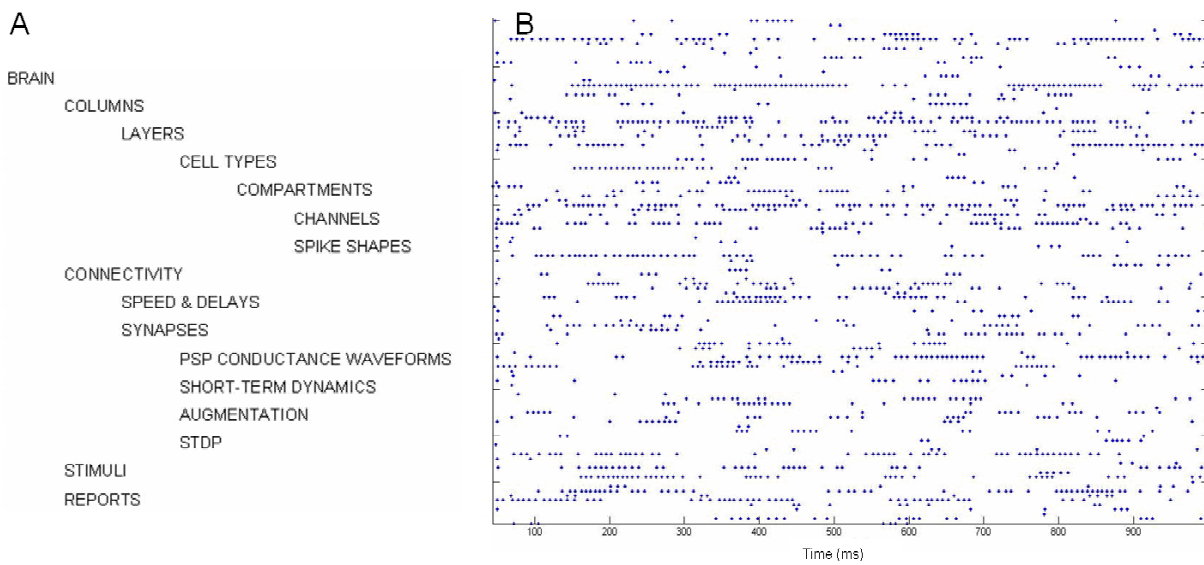 A
BRAIN
COLUMNS
LAYERS
CELL TYPES
COMPARTMENTS
CHANNELS
SPIKE SHAPES
CONNECTIVITY
SPEED & DELAYS
SYNAPSES
PSP CONDUCTANCE WAVEFORMS
SHORT-TERM DYNAMICS
AUGMENTATION
STDP
STIMULI
REPORTS
B
100 200 300 400 500 600 700 800 900
Time (ms)